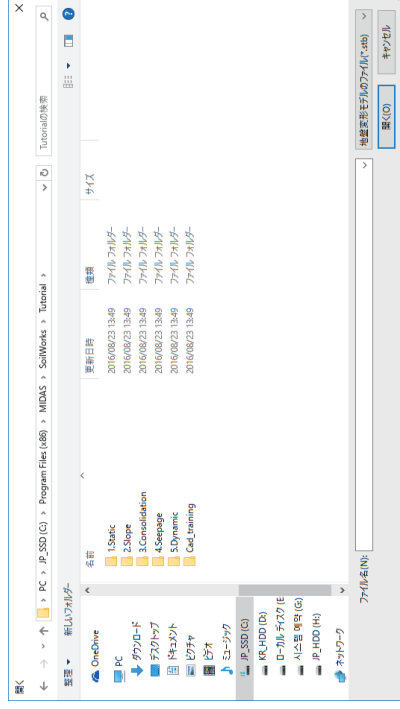 開く
PC > JP_SSD (C:) > Program Files (x86) > MIDAS > SoilWorks > Tutorial >
Tutorialの検索
整理 新しいフォルダー
名前 更新日時 種類 サイズ
OneDrive
PC
ダウンロード
デスクトップ
ドキュメント
ピクチャ
ビデオ
ミュージック
JP_SSD (C:)
KR_HDD (D:)
ローカル ディスク (E
시스템 예약 (G:)
JP_HDD (H:)
ネットワーク
1.Static 2016/08/23 13:49 ファイル フォルダー
2.Slope 2016/08/23 13:49 ファイル フォルダー
3.Consolidation 2016/08/23 13:49 ファイル フォルダー
4.Seepage 2016/08/23 13:49 ファイル フォルダー
5.Dynamic 2016/08/23 13:49 ファイル フォルダー
Cad_training 2016/08/23 13:49 ファイル フォルダー
ファイル名(N):
地盤変形モデルのファイル(*.stb)
開く(O)
キャンセル